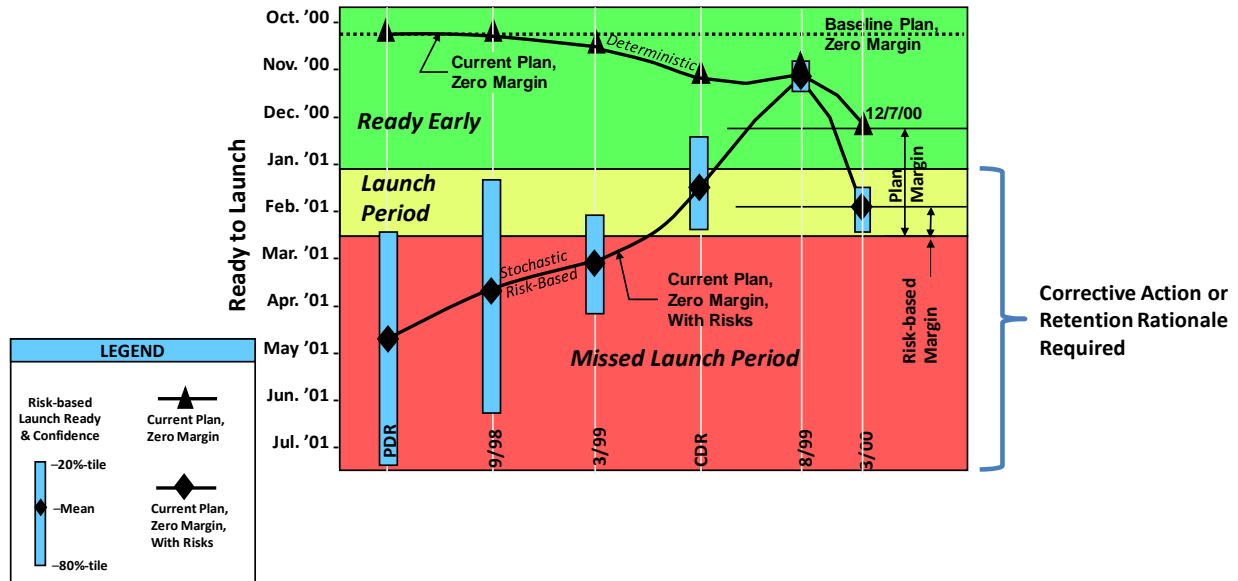 Oct. '00
Nov. '00
Dec. '00
Jan. '01
Feb. '01
Mar. '01
Apr. '01
May '01
Jun. '01
Jul. '01
Ready to Launch
Baseline Plan,
Zero Margin
Current Plan,
Zero Margin
Deterministic
Ready Early
12/7/00
Launch
Period
Plan
Margin
Stochastic
Risk-Based
Current Plan,
Zero Margin,
With Risks
Risk-based
Margin
Missed Launch Period
PDR
9/98
3/99
CDR
8/99
3/00
Corrective Action or
Retention Rationale
Required
LEGEND
Risk-based
Launch Ready
& Confidence
–20%-tile
–Mean
–80%-tile
Current Plan,
Zero Margin
Current Plan,
Zero Margin,
With Risks